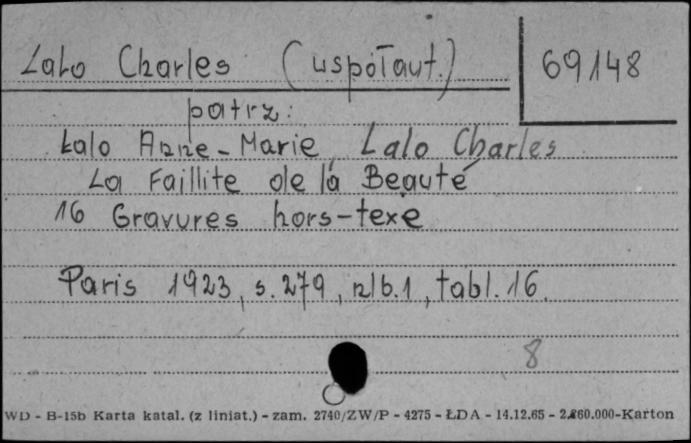 Lalo Charles (uspółaut.) 69148
patrz:
Lalo Anne-Marie, Lalo Charles
La Faillite de la Beauté
16 Gravures hors-texe
Paris 1923, s. 279, nlb. 1, tabl. 16.
8
WD - B-15b Karta katal. (z liniat.) - zam. 2740/ZW/P - 4275 - ŁDA - 14.12.65 - 2.860.000-Karton